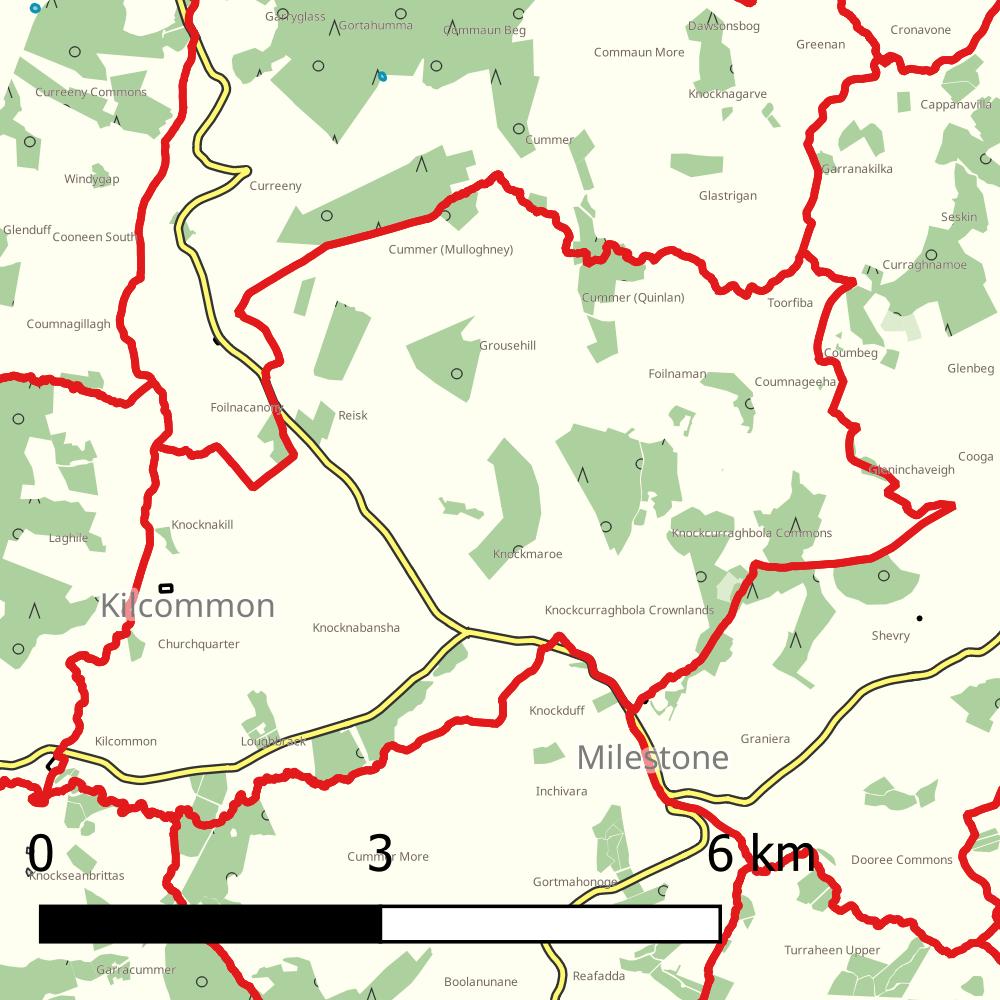 Garryglass
Gortahumma
Commaun Beg
Dawsonsbog
Cronavone
Greenan
Commaun More
Curreeny Commons
Knocknagarve
Cappanavilla
Cummer
Garranakilka
Windygap
Curreeny
Glastrigan
Seskin
Glenduff
Cooneen South
Cummer (Mulloghney)
Curraghnamoe
Cummer (Quinlan)
Toorfiba
Coumnagillagh
Grousehill
Coumbeg
Glenbeg
Foilnaman
Coumnageeha
Foilnacanony
Reisk
Cooga
Gleninchaveigh
Knocknakill
Laghile
Knockcurraghbola Commons
Knockmaroe
Kilcommon
Knockcurraghbola Crownlands
Knocknabansha
Shevry
Churchquarter
Knockduff
Kilcommon
Loughbrack
Graniera
Milestone
Inchivara
0 3 6 km
Cummer More
Dooree Commons
Knockseanbrittas
Gortmahonoge
Turraheen Upper
Garracummer
Reafadda
Boolanunane